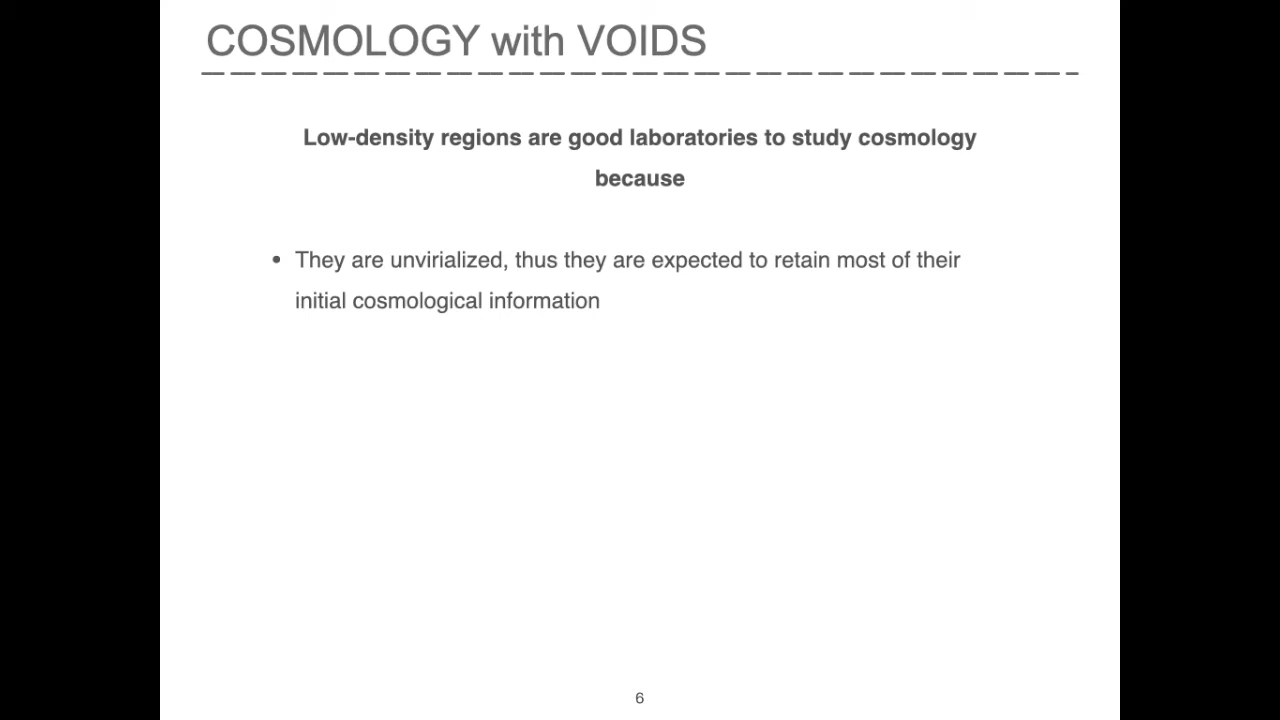 COSMOLOGY with VOIDS
Low-density regions are good laboratories to study cosmology
because
• They are unvirialized, thus they are expected to retain most of their
initial cosmological information
6